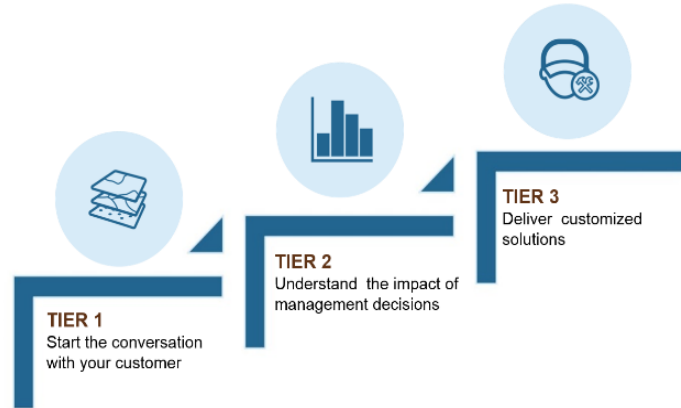 TIER 1
Start the conversation
with your customer
TIER 2
Understand the impact of
management decisions
TIER 3
Deliver customized
solutions